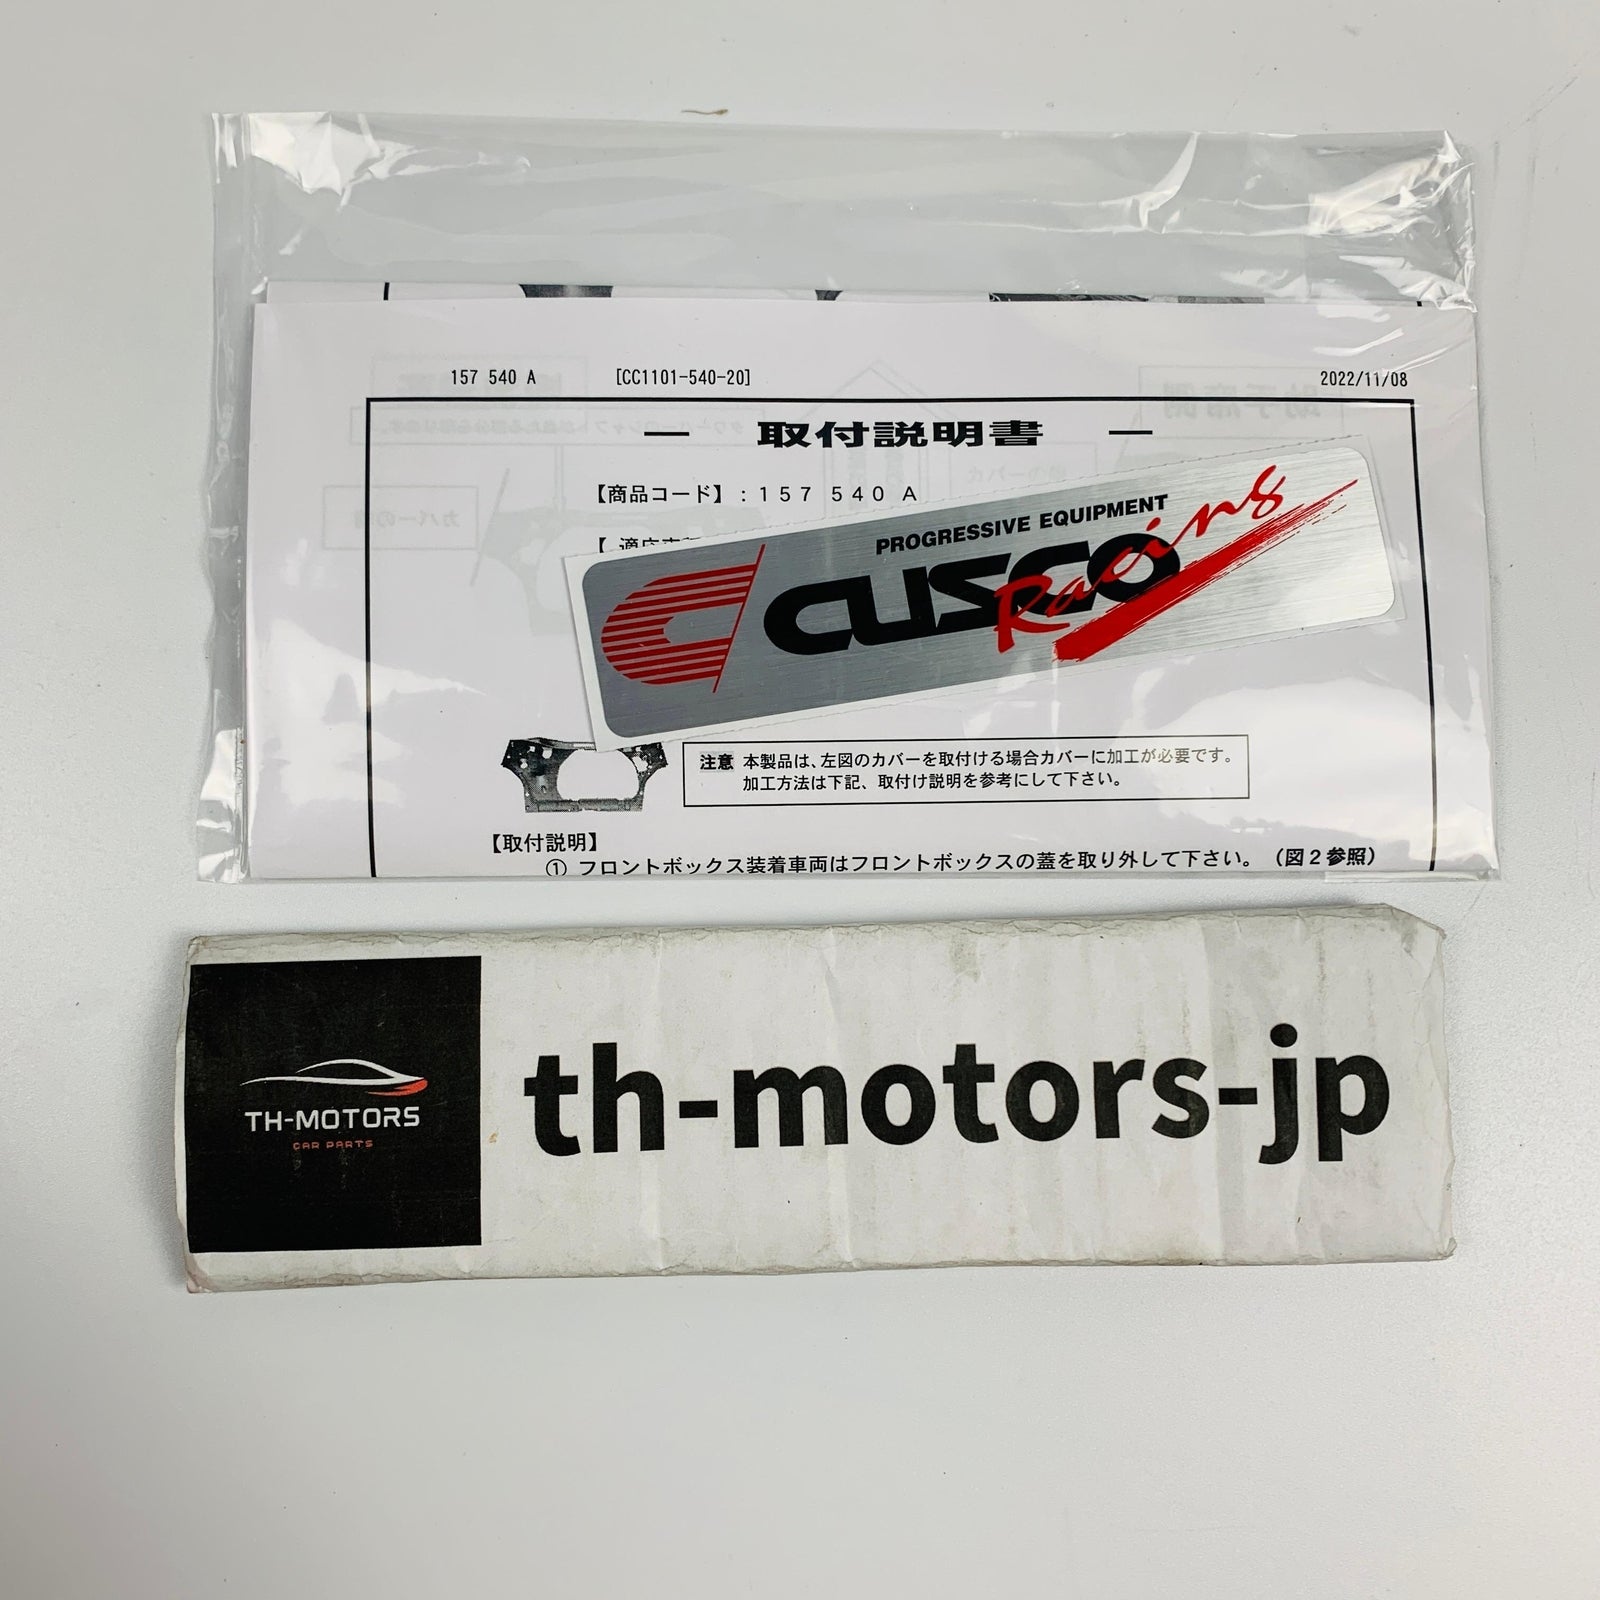 157 540 A [CC1101-540-20] 2022/11/08
― 取付説明書 ―
【商品コード】:157 540 A
【 適応車
PROGRESSIVE EQUIPMENT
CUSCO
Racing
注意 本製品は、左図のカバーを取付ける場合カバーに加工が必要です。
加工方法は下記、取付け説明を参考にして下さい。
【取付説明】
① フロントボックス装着車両はフロントボックスの蓋を取り外して下さい。（図2参照）
TH-MOTORS
CAR PARTS
th-motors-jp